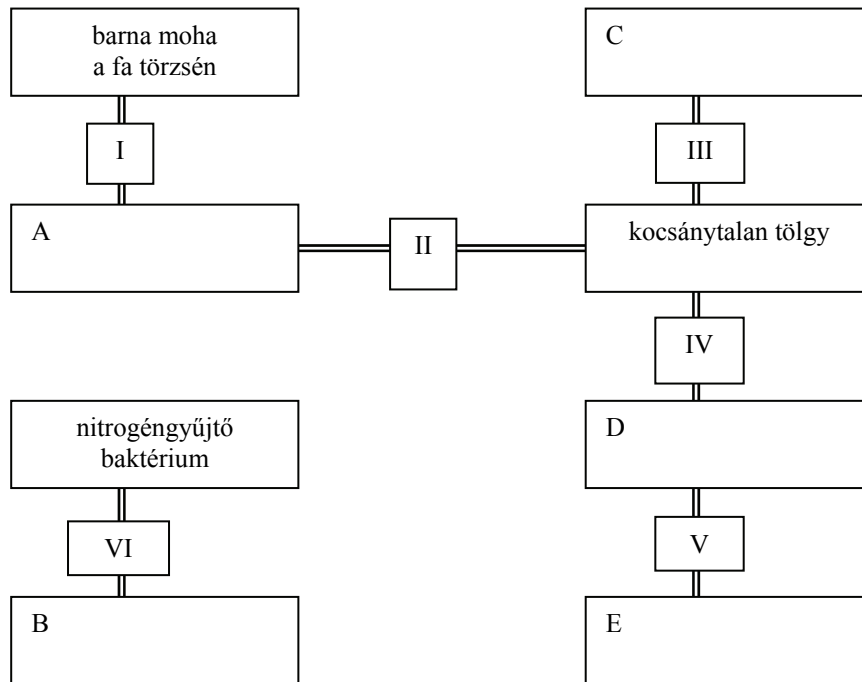 barna moha
a fa törzsén
C
I
III
A
II
kocsánytalan tölgy
IV
nitrogéngyűjtő
baktérium
D
VI
V
B
E